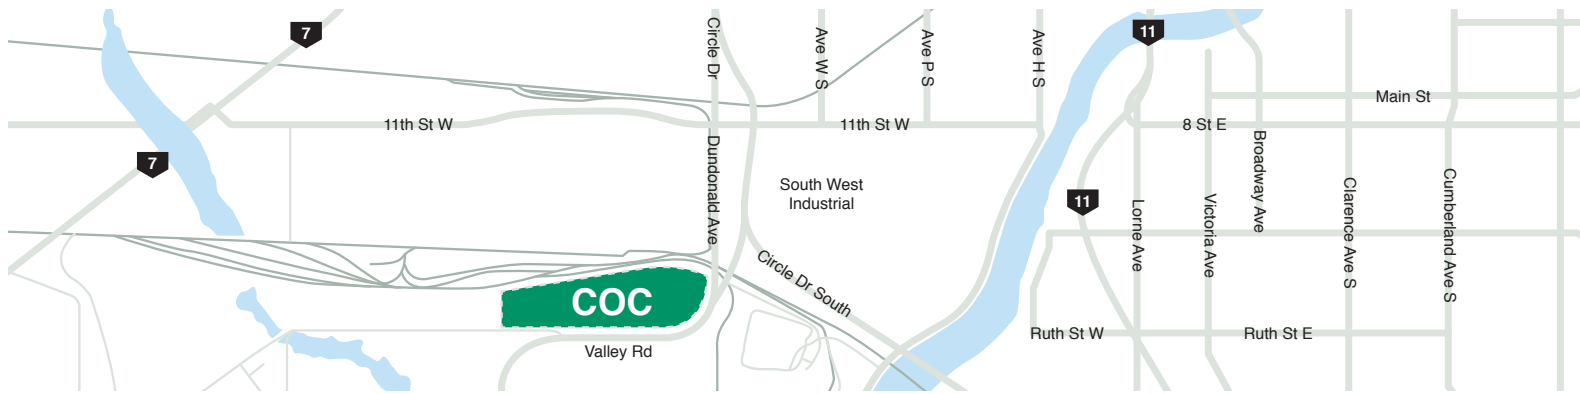 7
11
Circle Dr
Ave W S
Ave P S
Ave H S
Main St
11th St W
11th St W
8 St E
7
Dundonald Ave
Broadway Ave
South West
Industrial
11
Lorne Ave
Victoria Ave
Clarence Ave S
Cumberland Ave S
Circle Dr South
COC
Valley Rd
Ruth St W
Ruth St E